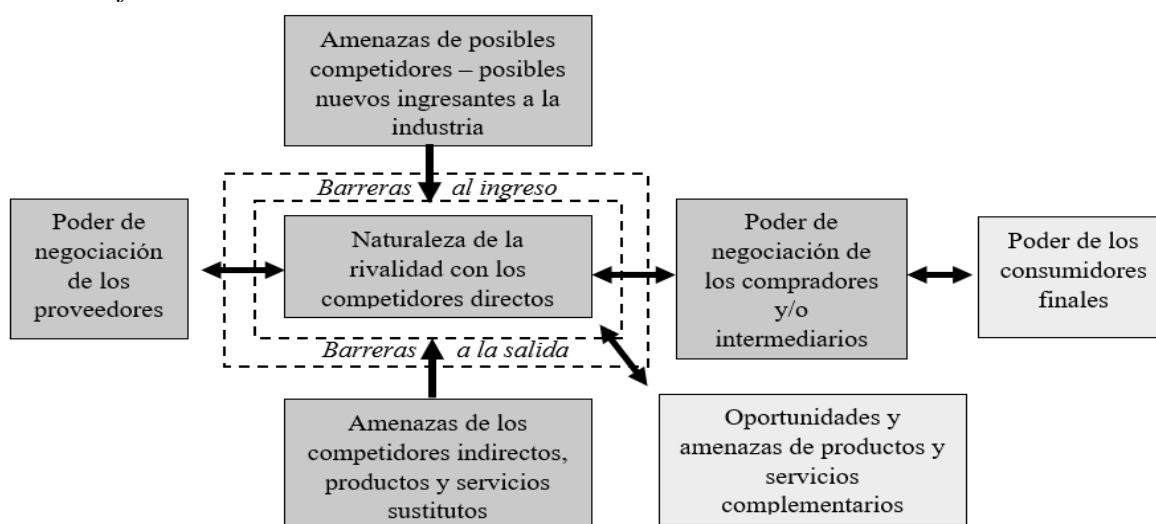 Amenazas de posibles
competidores – posibles
nuevos ingresantes a la
industria
Barreras al ingreso
Poder de
negociación
de los
proveedores
Naturaleza de la
rivalidad con los
competidores directos
Poder de
negociación de
los compradores
y/o
intermediarios
Poder de los
consumidores
finales
Barreras a la salida
Amenazas de los
competidores indirectos,
productos y servicios
sustitutos
Oportunidades y
amenazas de productos y
servicios
complementarios